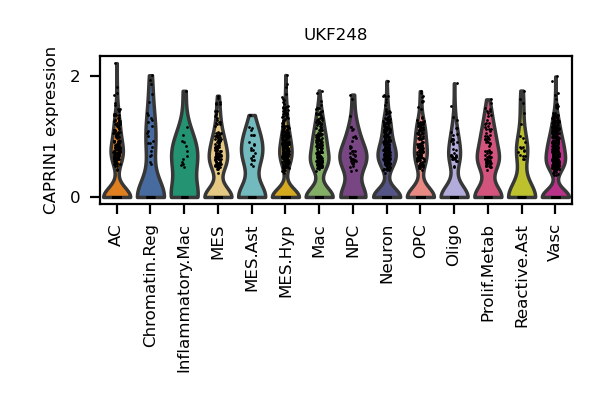 UKF248
CAPRIN1 expression
2
0
AC
Chromatin.Reg
Inflammatory.Mac
MES
MES.Ast
MES.Hyp
Mac
NPC
Neuron
OPC
Oligo
Prolif.Metab
Reactive.Ast
Vasc